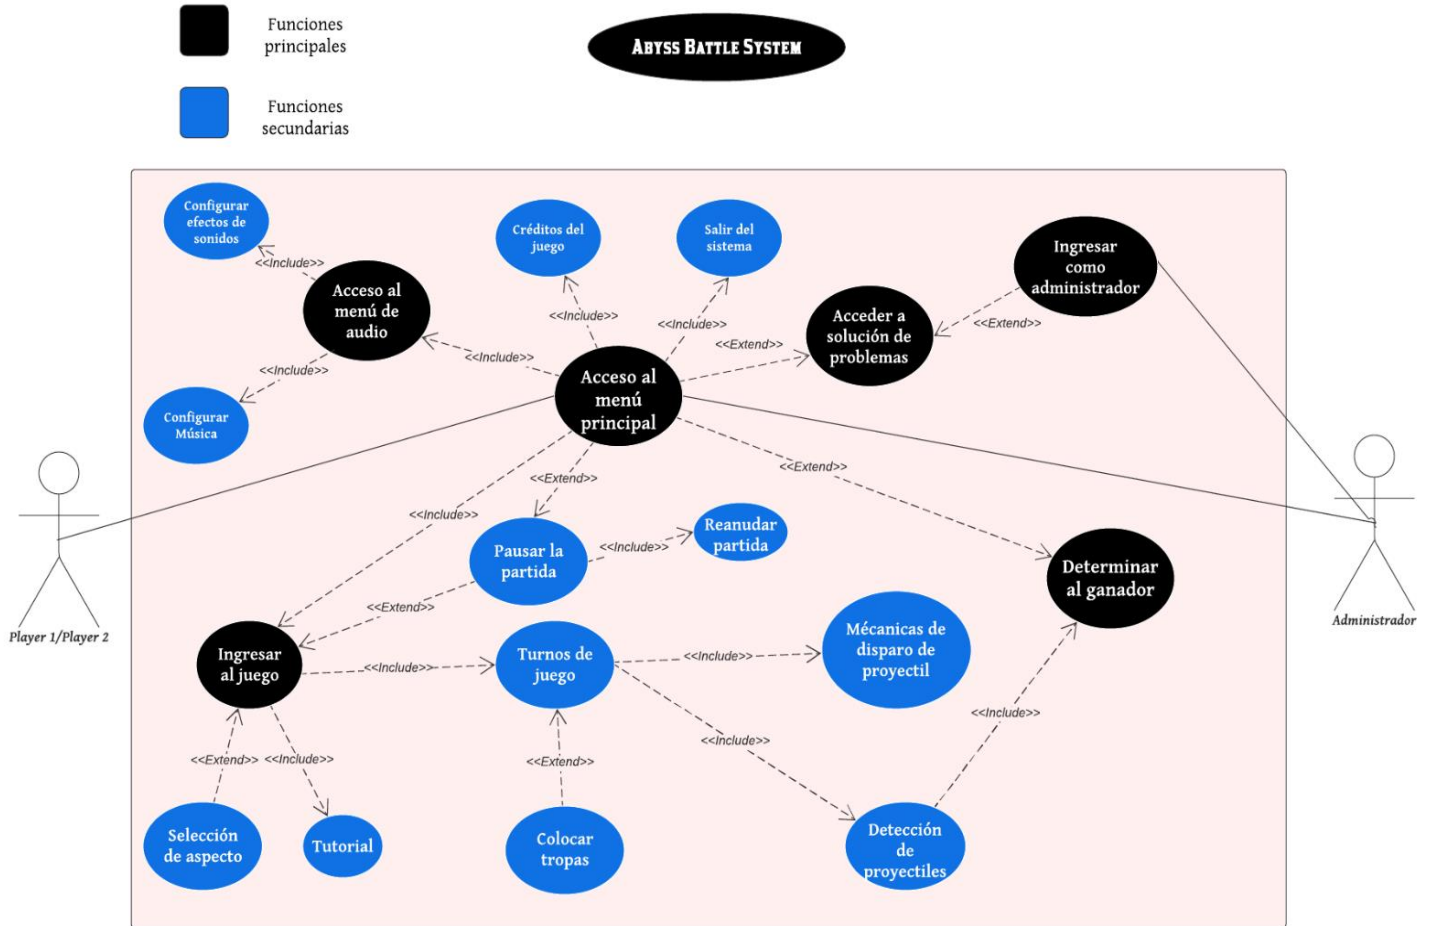 Funciones
principales
ABYSS BATTLE SYSTEM
Funciones
secundarias
Configurar
efectos de
sonidos
<<Include>>
Acceso al
menú de
audio
<<Include>>
Configurar
Música
<<Include>>
Créditos del
juego
<<Include>>
Salir del
sistema
<<Include>>
<<Extend>>
Acceder a
solución de
problemas
<<Extend>>
Ingresar
como
administrador
Acceso al
menú
principal
<<Extend>>
<<Extend>>
<<Include>>
Pausar la
partida
<<Include>>
Reanudar
partida
<<Extend>>
Determinar
al ganador
Player 1/Player 2
Administrador
Ingresar
al juego
<<Include>>
Turnos de
juego
<<Include>>
Mécanicas de
disparo de
proyectil
<<Include>>
<<Include>>
<<Extend>>
<<Include>>
<<Extend>>
Selección
de aspecto
Tutorial
Colocar
tropas
Detección
de
proyectiles